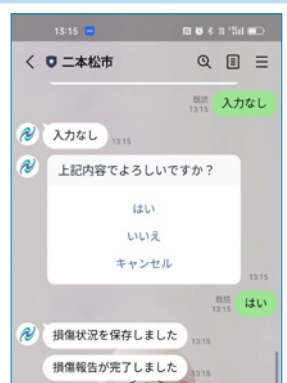 13:15
二本松市
既読
13:15
入力なし
入力なし
13:15
上記内容でよろしいですか？
はい
いいえ
キャンセル
13:15
既読
13:15
はい
損傷状況を保存しました
13:15
損傷報告が完了しました
13:15